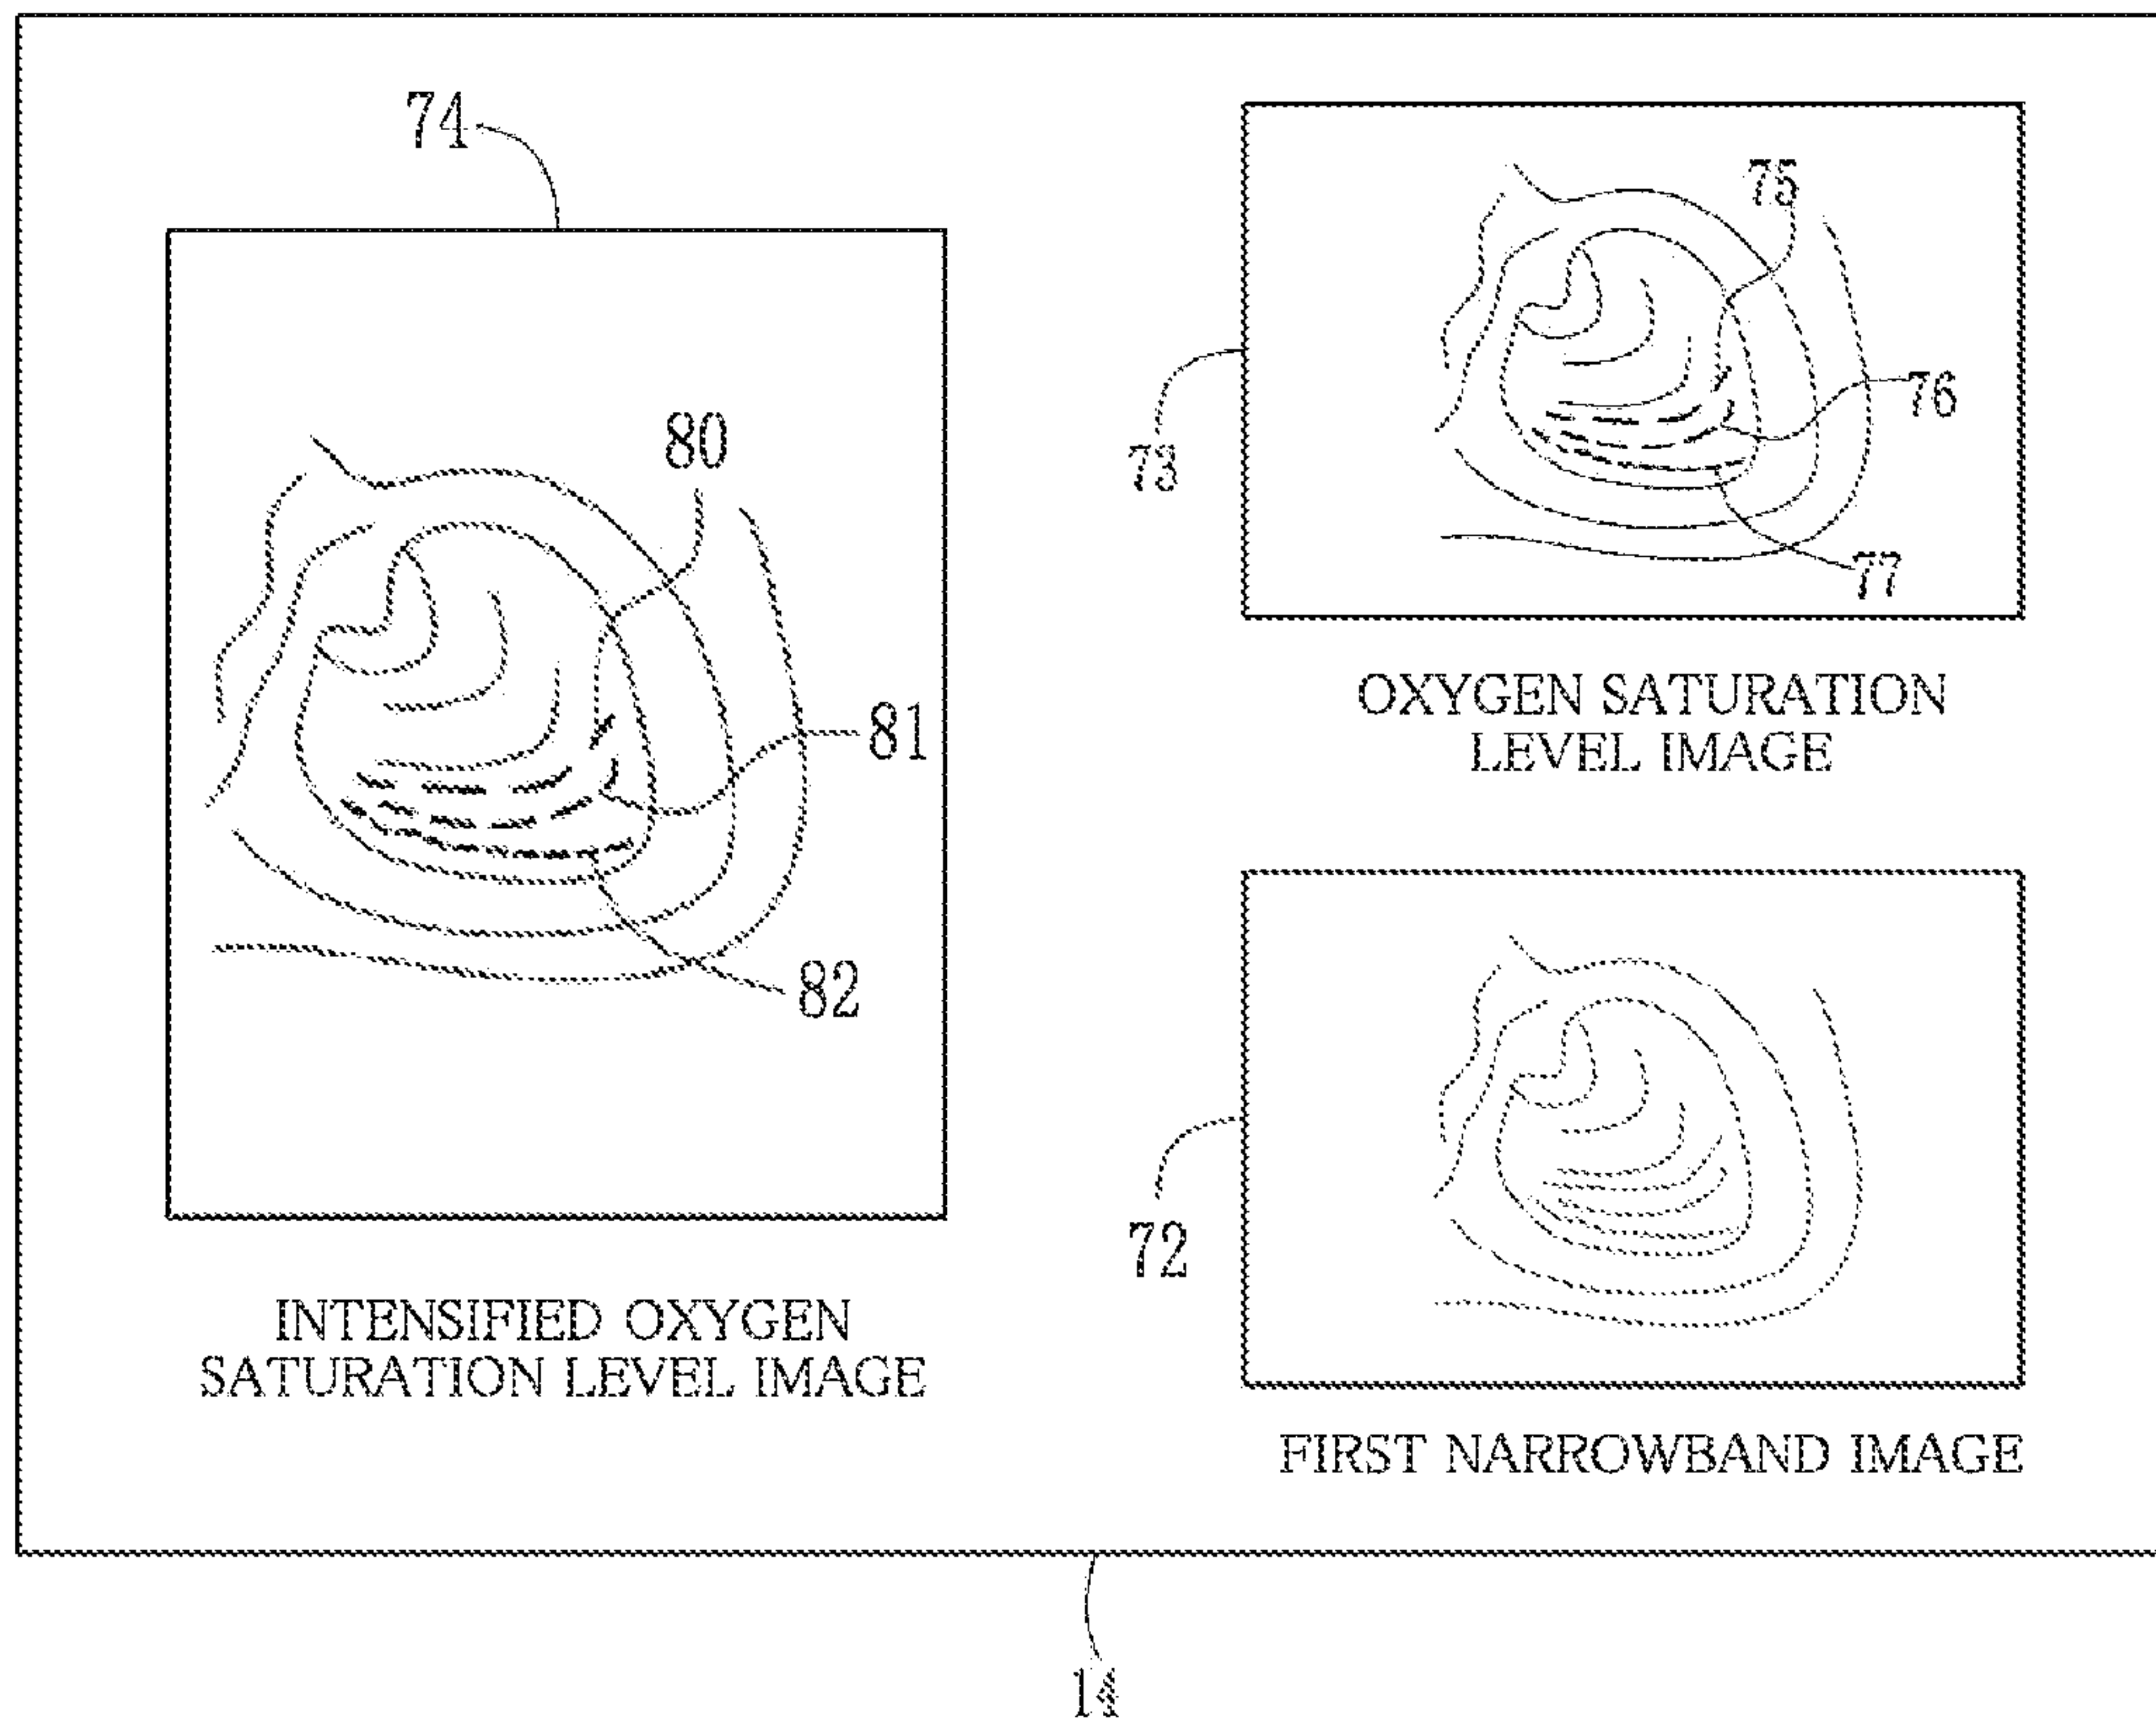 74
80
81
82
INTENSIFIED OXYGEN
SATURATION LEVEL IMAGE
75
76
73
77
OXYGEN SATURATION
LEVEL IMAGE
72
FIRST NARROWBAND IMAGE
14